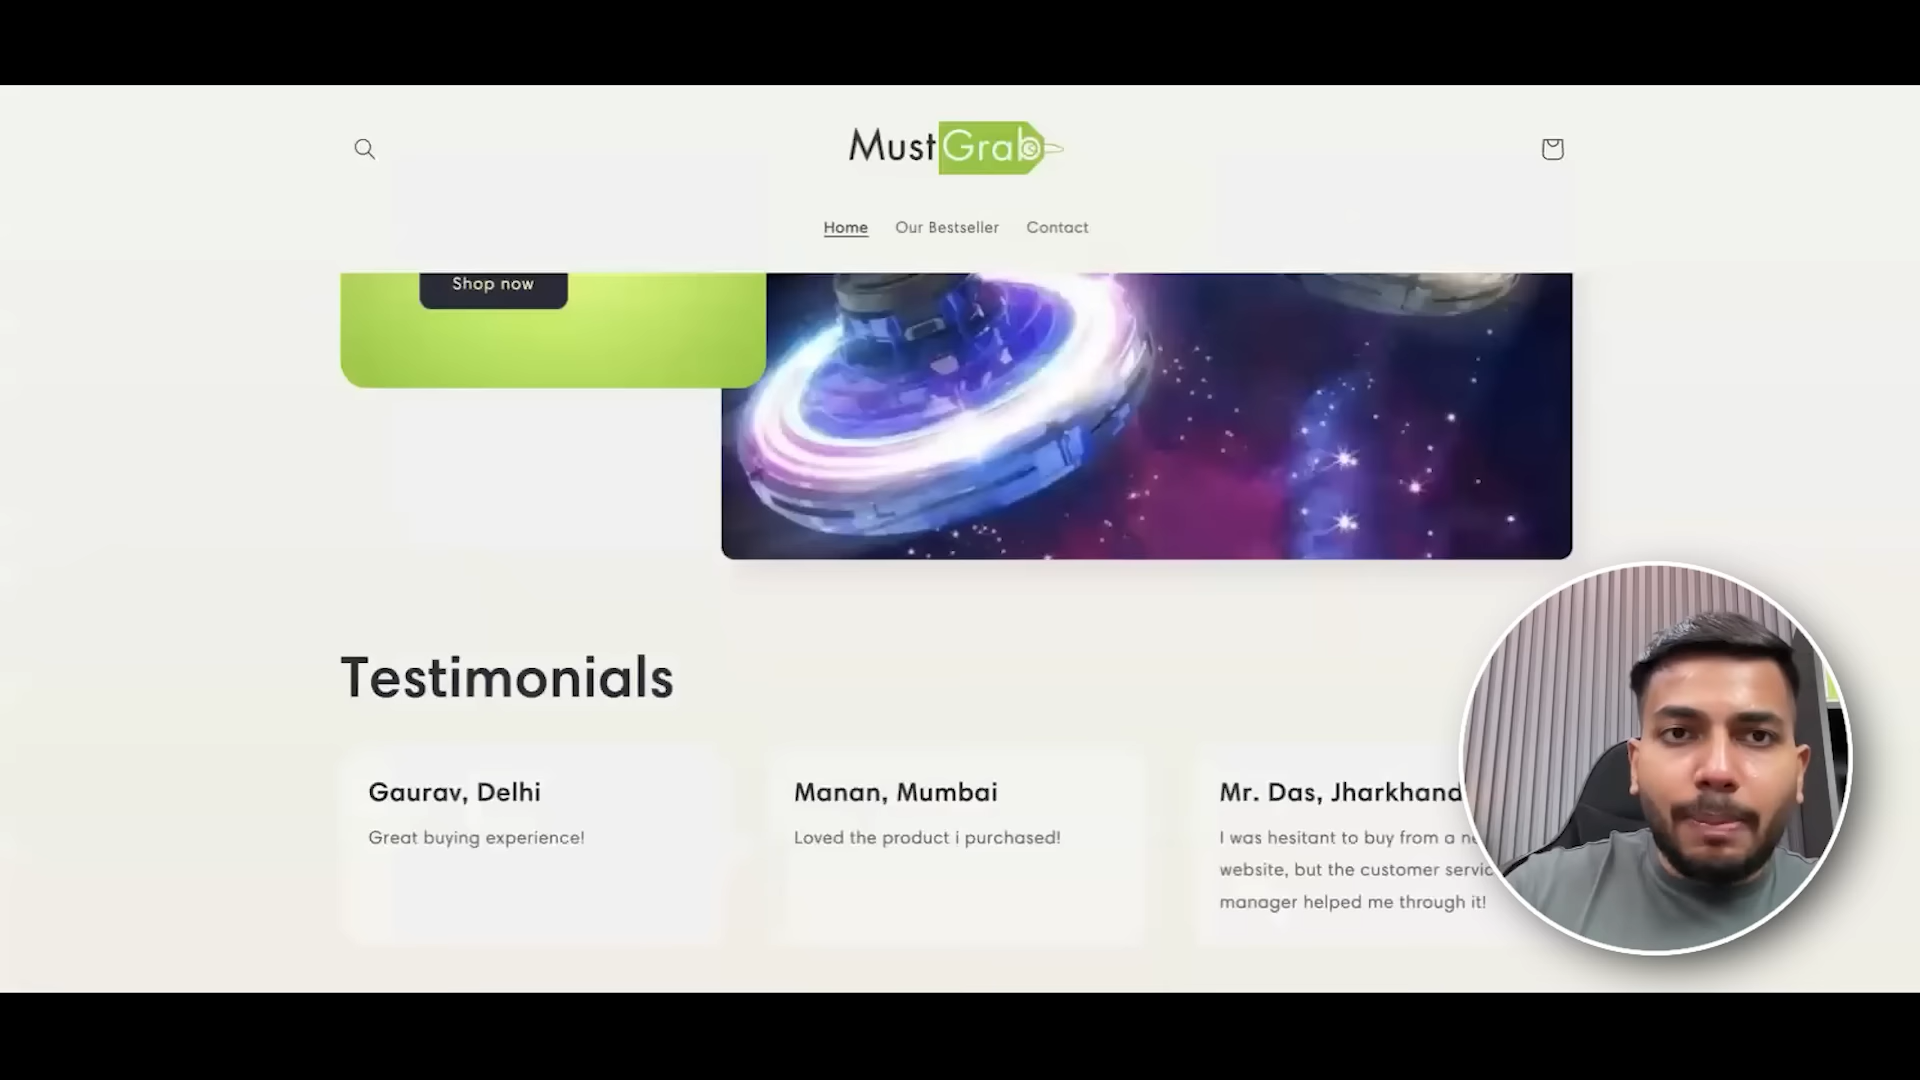 MustGrab
Home Our Bestseller Contact
Shop now
Testimonials
Gaurav, Delhi
Great buying experience!
Manan, Mumbai
Loved the product i purchased!
Mr. Das, Jharkhand
I was hesitant to buy from a
website, but the customer
manager helped me through it!